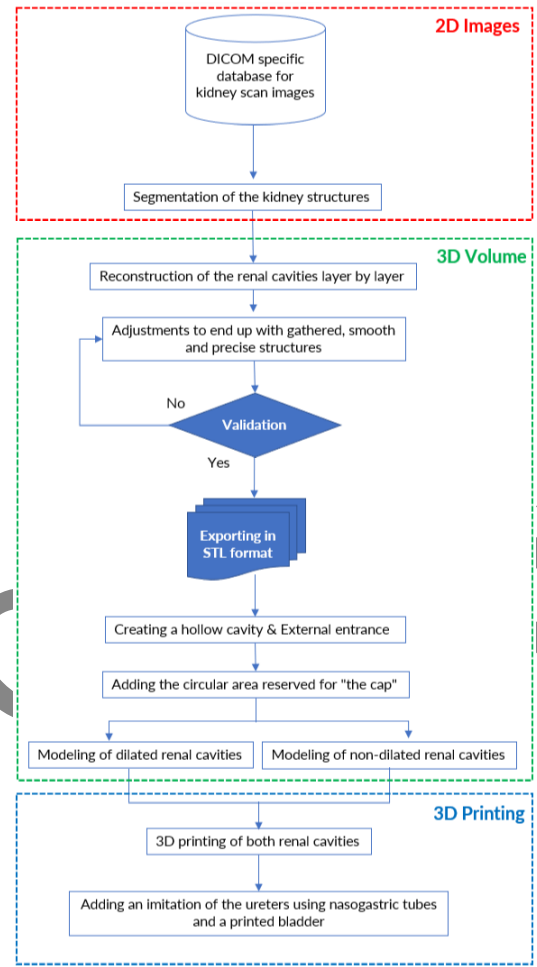 2D Images
DICOM specific
database for
kidney scan images
Segmentation of the kidney structures
3D Volume
Reconstruction of the renal cavities layer by layer
Adjustments to end up with gathered, smooth
and precise structures
No
Validation
Yes
Exporting in
STL format
Creating a hollow cavity & External entrance
Adding the circular area reserved for "the cap"
Modeling of dilated renal cavities
Modeling of non-dilated renal cavities
3D Printing
3D printing of both renal cavities
Adding an imitation of the ureters using nasogastric tubes
and a printed bladder